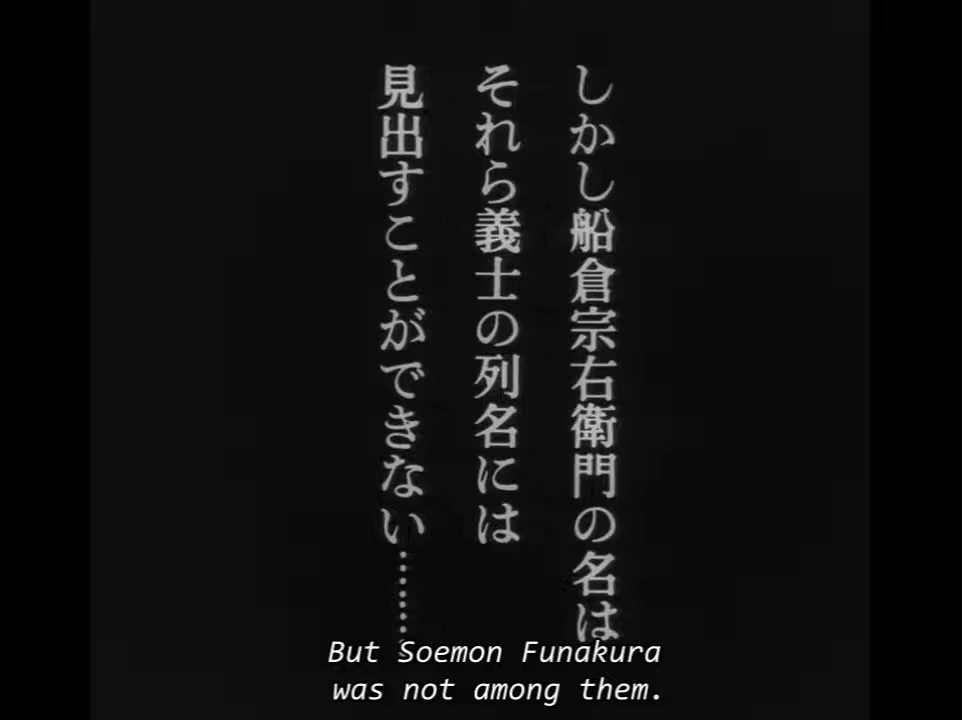 しかし船倉宗右衛門の名は
それら義士の列名には
見出すことができない……
But Soemon Funakura
was not among them.